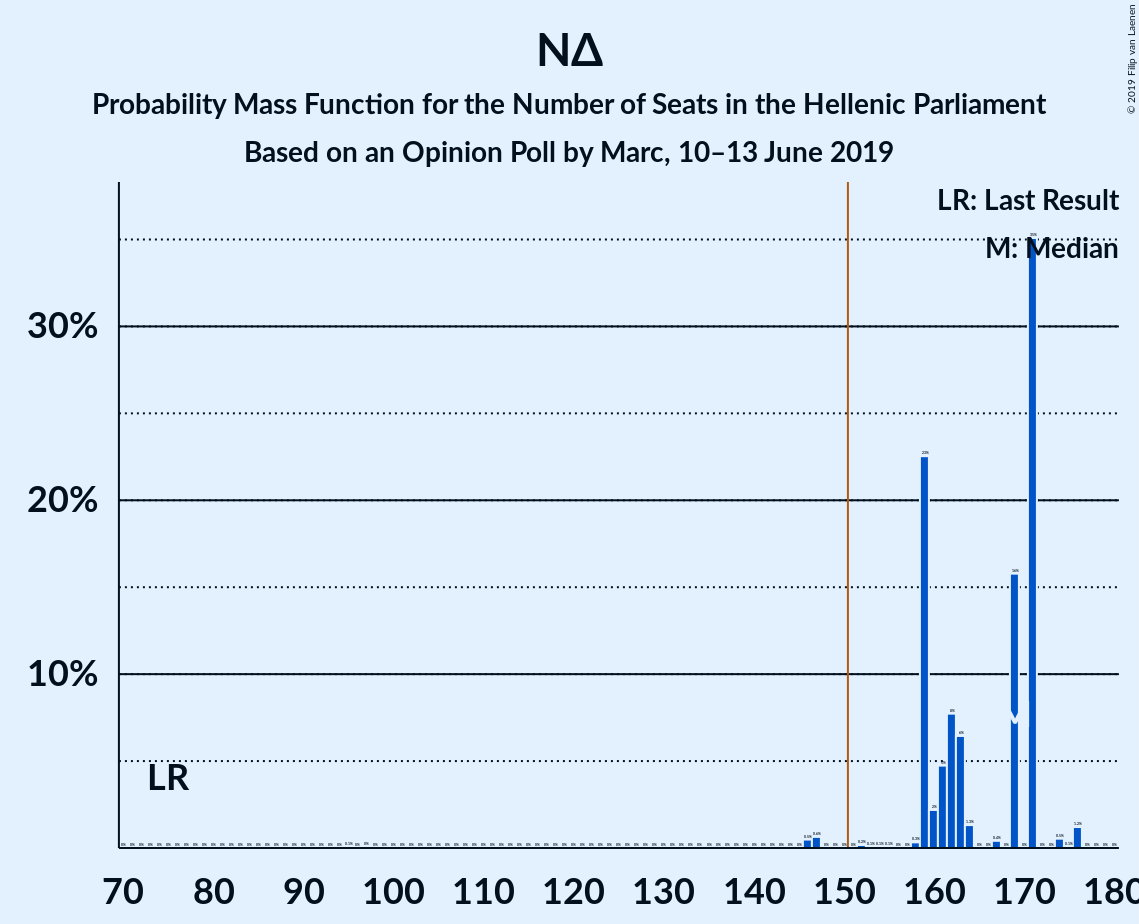 NΔ
Probability Mass Function for the Number of Seats in the Hellenic Parliament
Based on an Opinion Poll by Marc, 10–13 June 2019
© 2019 Filip van Laenen
LR: Last Result
M: Median
30%
20%
10%
LR
M
70 80 90 100 110 120 130 140 150 160 170 180